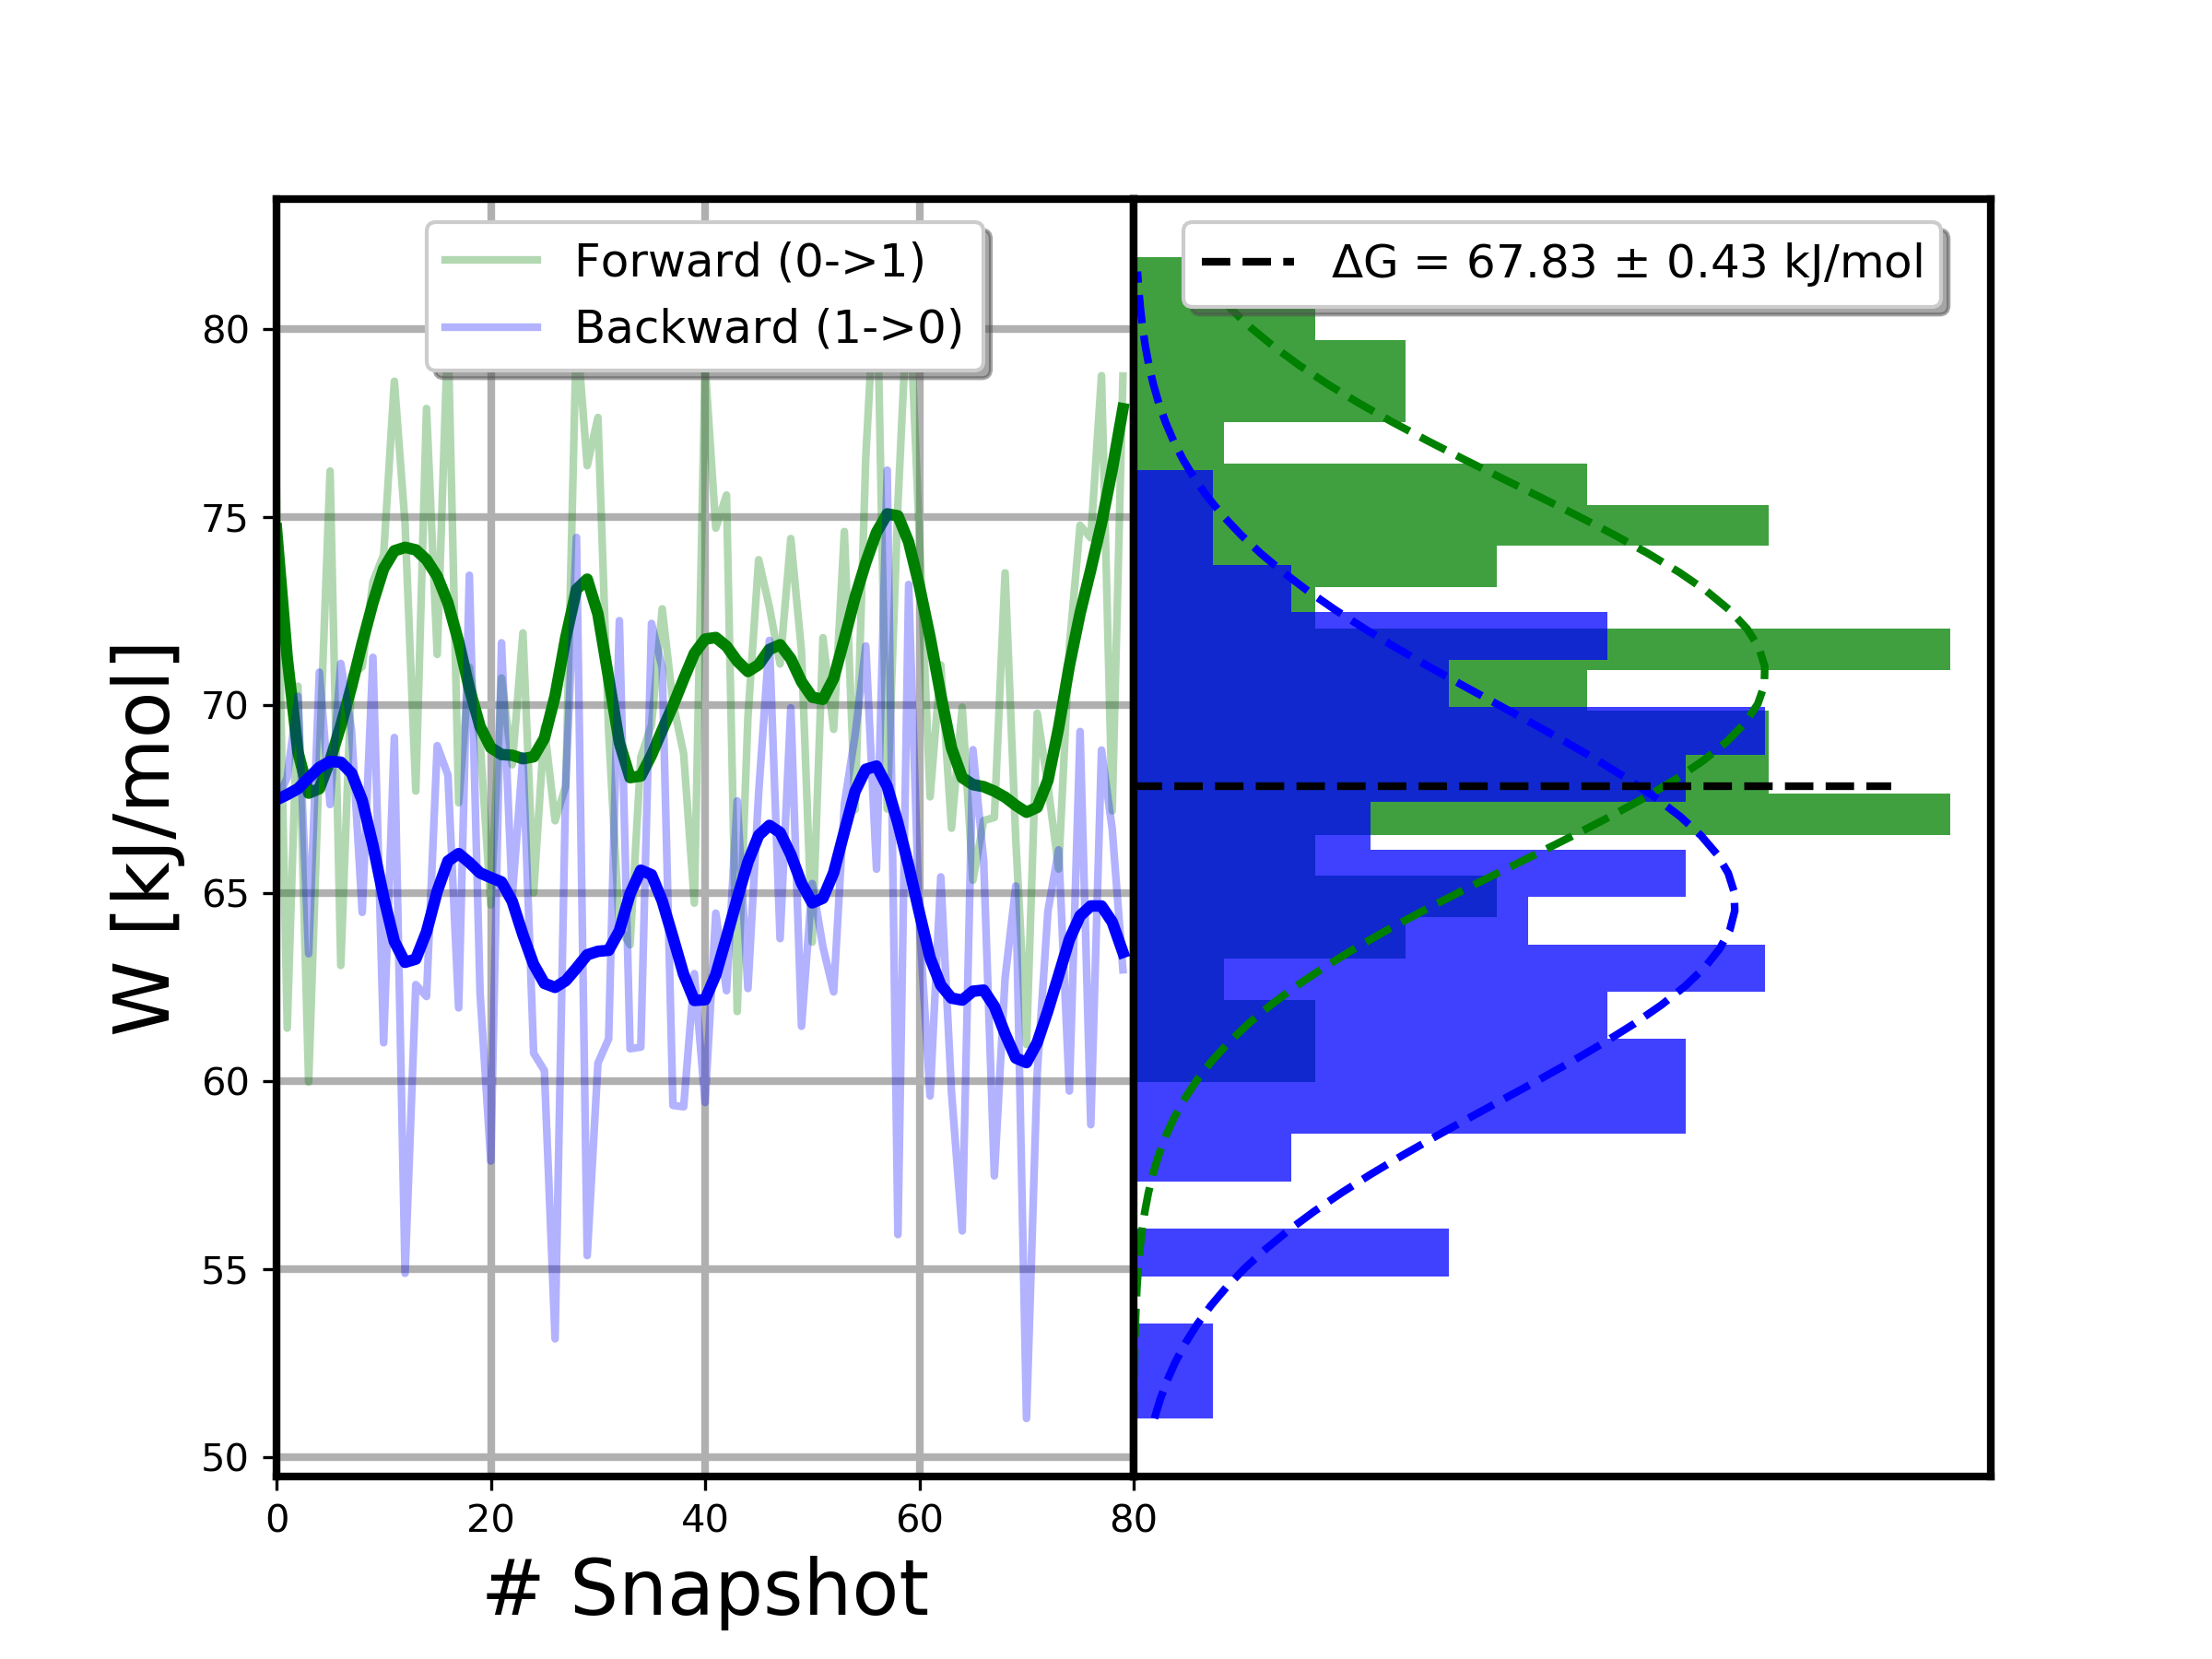 Forward (0->1)
Backward (1->0)
ΔG = 67.83 ± 0.43 kJ/mol
W [kJ/mol]
80
75
70
65
60
55
50
0 20 40 60 80
# Snapshot